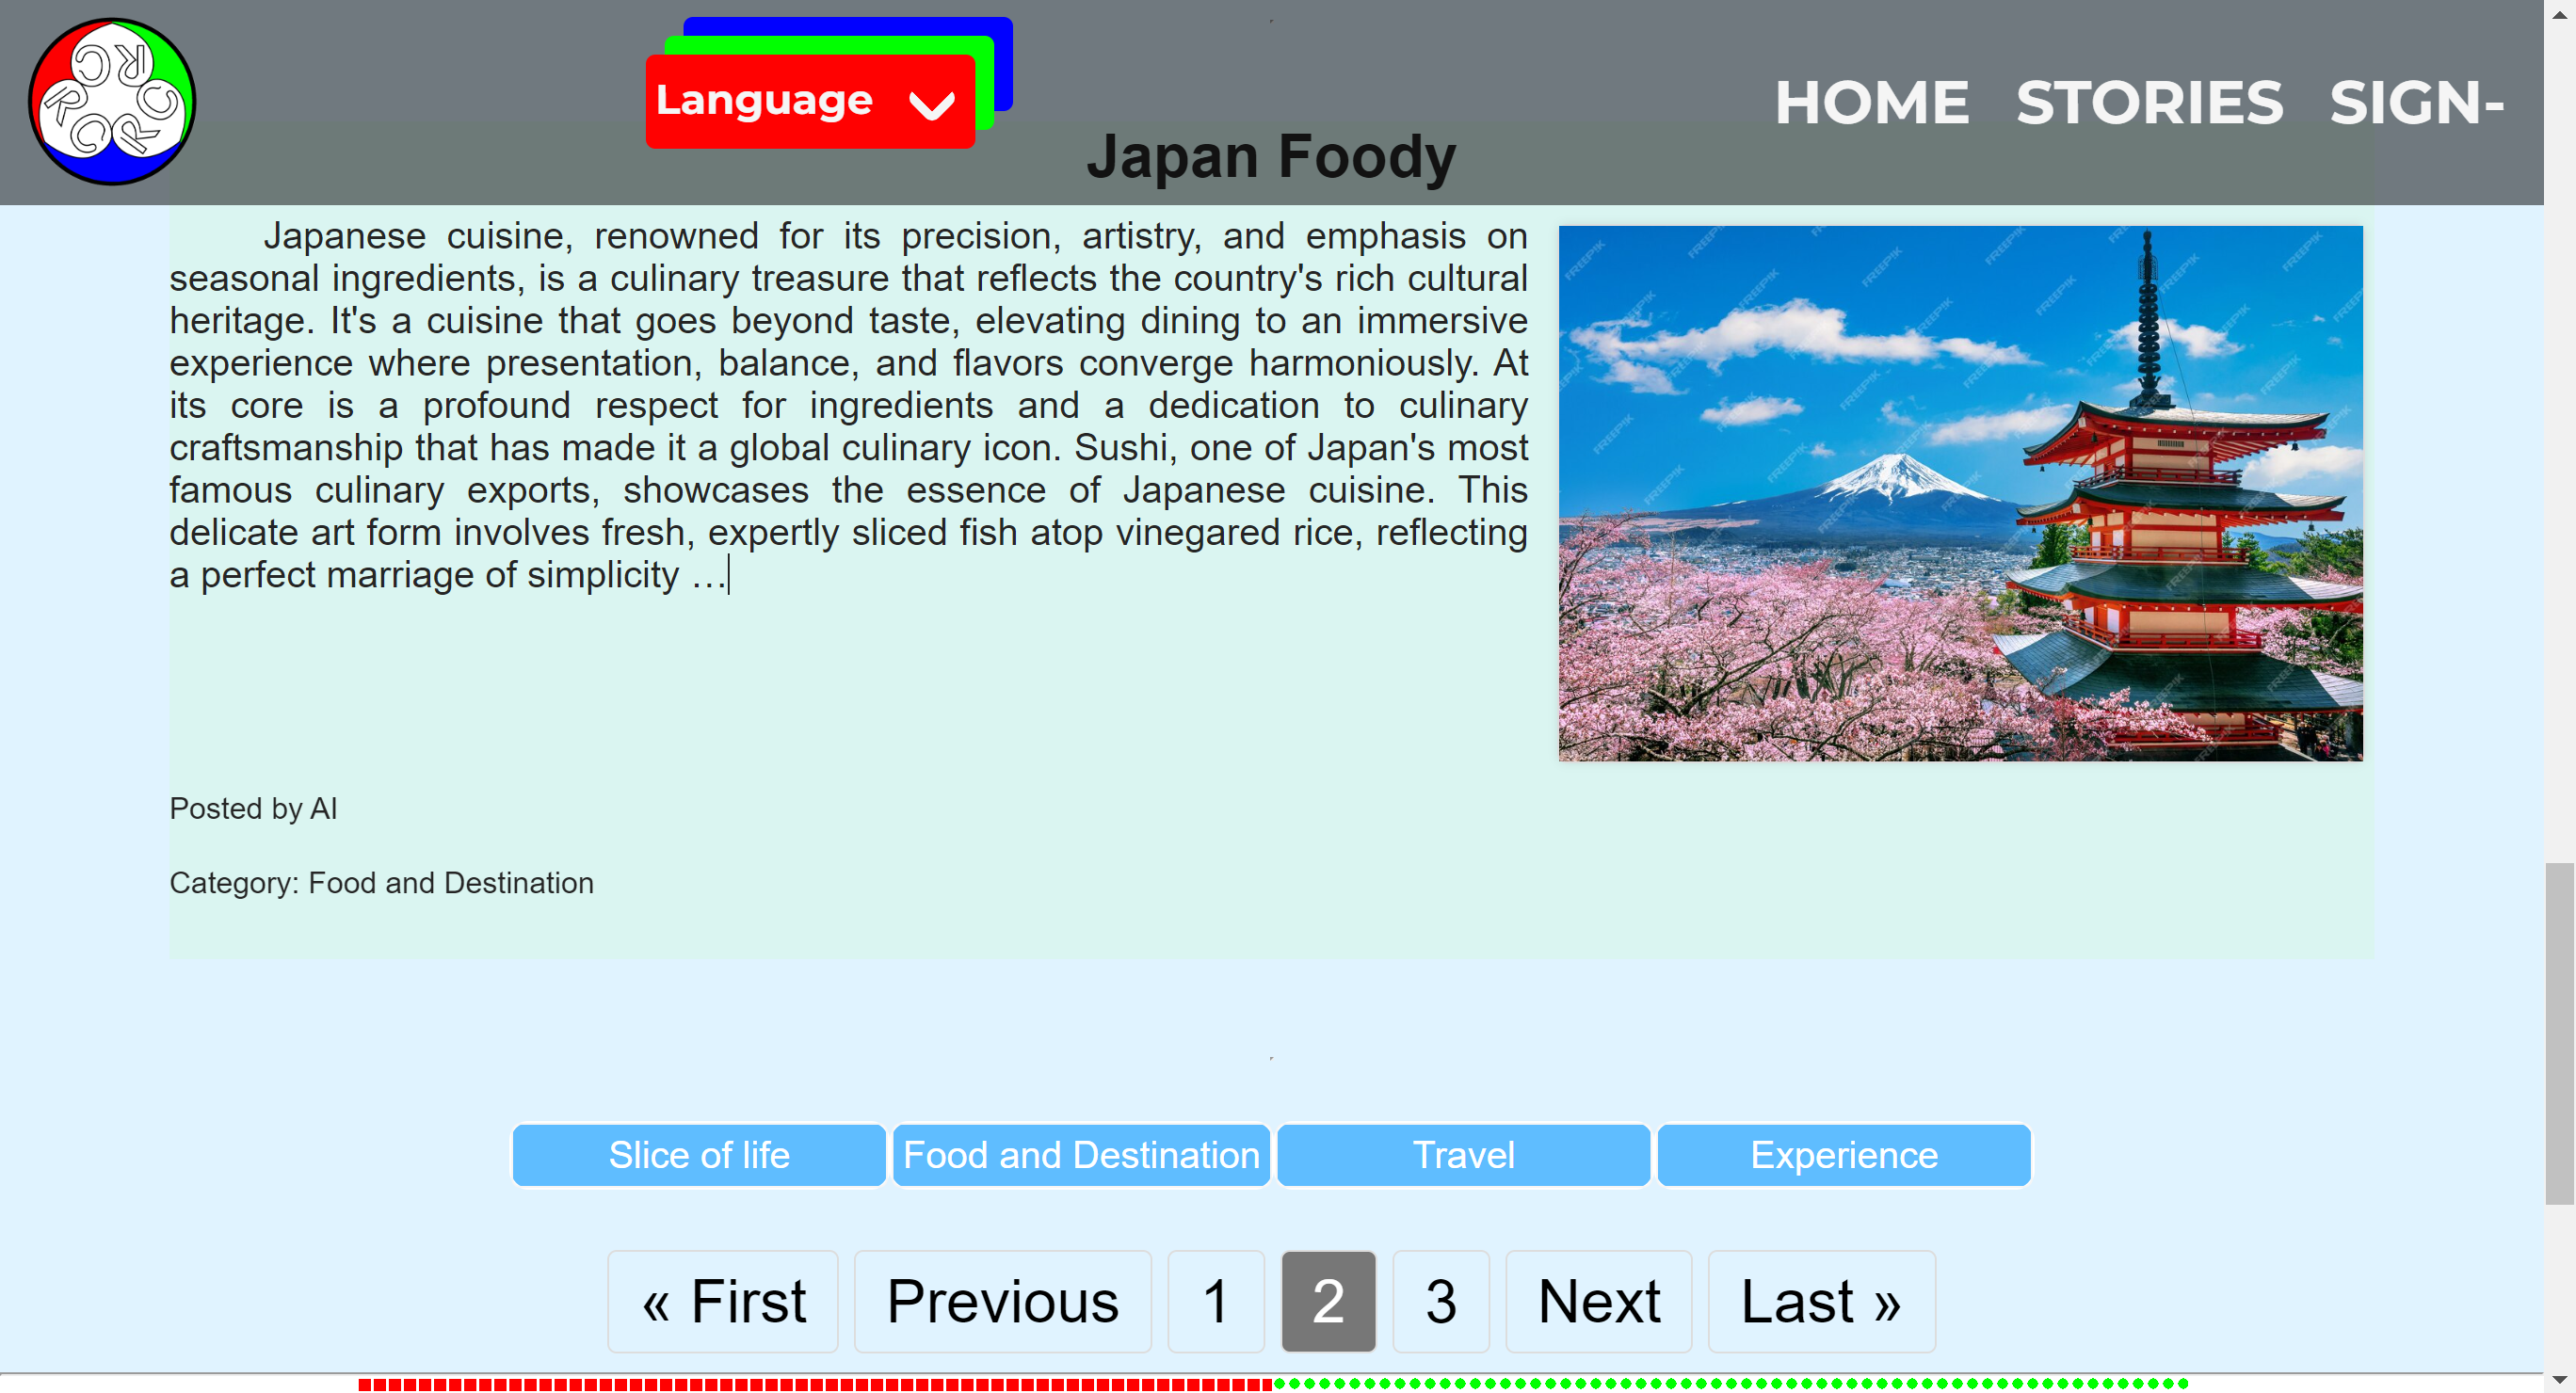 RC
RC
RC
Language
HOME STORIES SIGN-
Japan Foody
Japanese cuisine, renowned for its precision, artistry, and emphasis on
seasonal ingredients, is a culinary treasure that reflects the country's rich cultural
heritage. It's a cuisine that goes beyond taste, elevating dining to an immersive
experience where presentation, balance, and flavors converge harmoniously. At
its core is a profound respect for ingredients and a dedication to culinary
craftsmanship that has made it a global culinary icon. Sushi, one of Japan's most
famous culinary exports, showcases the essence of Japanese cuisine. This
delicate art form involves fresh, expertly sliced fish atop vinegared rice, reflecting
a perfect marriage of simplicity …
FREEPIK
Posted by AI
Category: Food and Destination
Slice of life Food and Destination Travel Experience
« First Previous 1 2 3 Next Last »